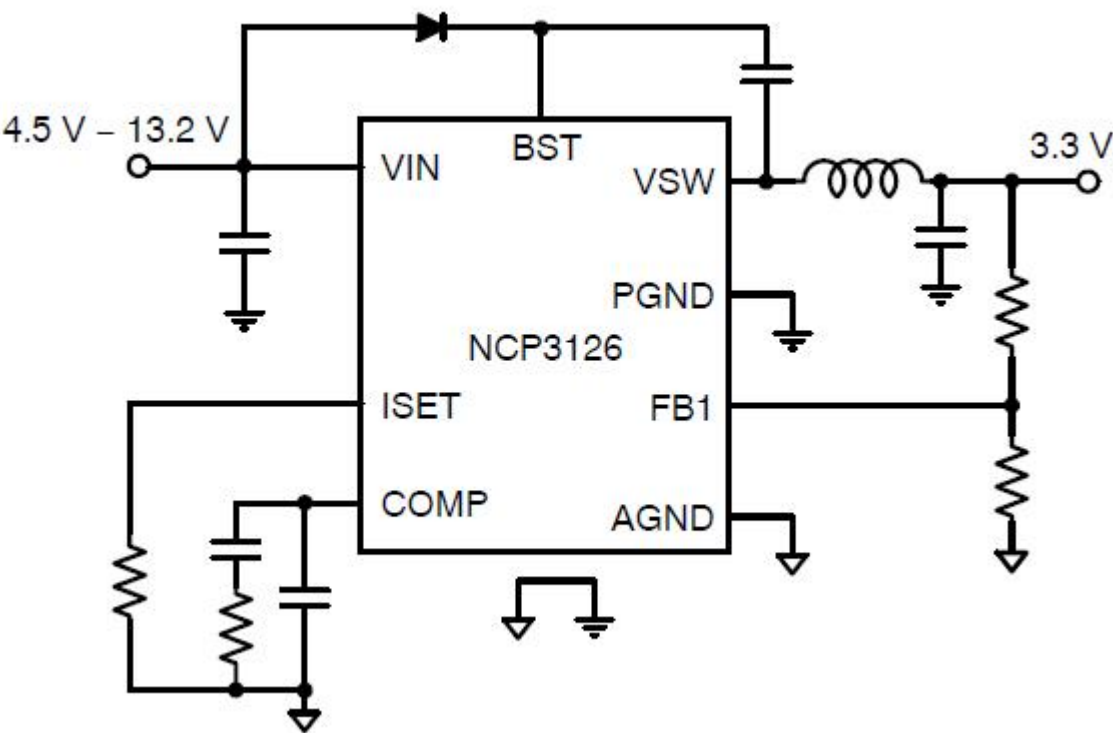 4.5 V – 13.2 V
BST
3.3 V
VIN
VSW
PGND
NCP3126
ISET
FB1
COMP
AGND